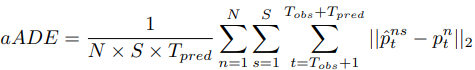 aADE = \frac{1}{N \times S \times T_{pred}} \sum_{n=1}^{N} \sum_{s=1}^{S} \sum_{t=T_{obs}+1}^{T_{obs}+T_{pred}} ||\hat{p}_t^{ns} - p_t^n||_2